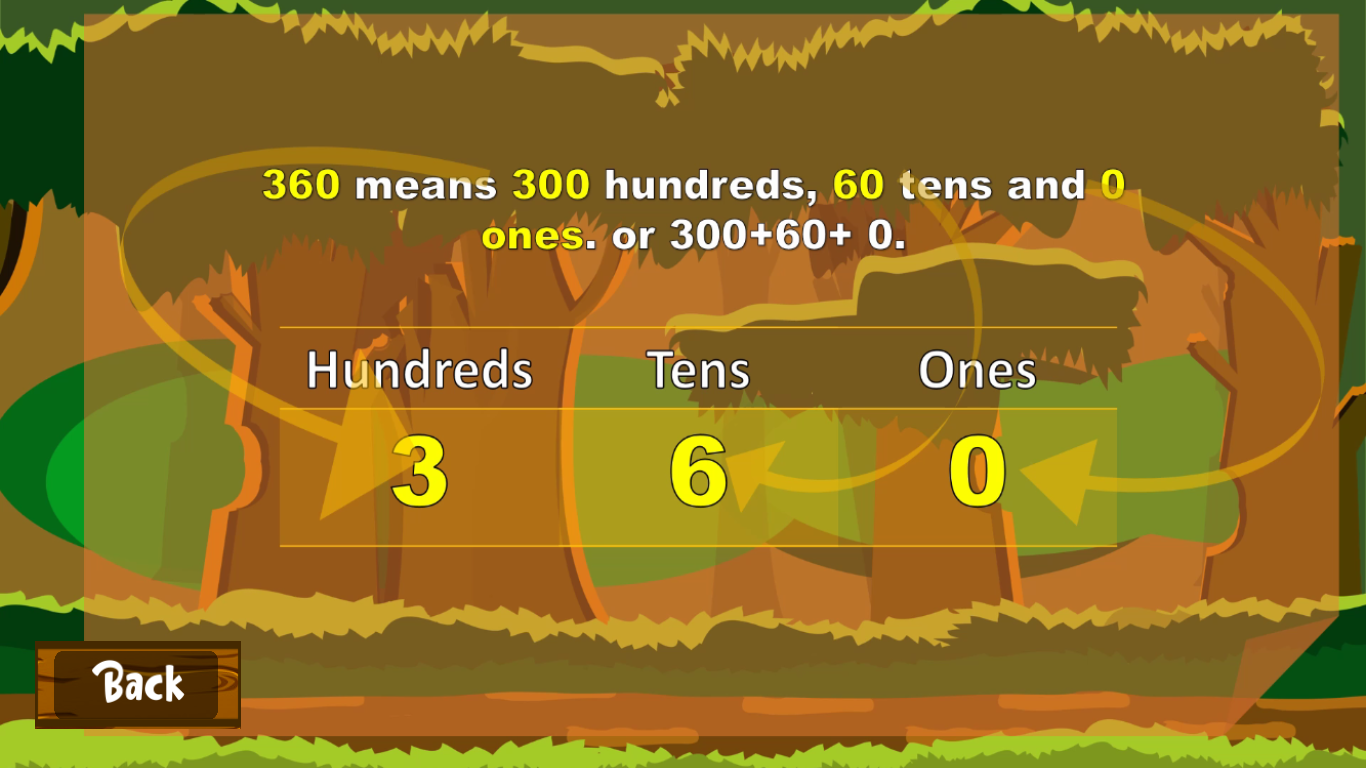 360 means 300 hundreds, 60 tens and 0
ones. or 300+60+ 0.
Hundreds Tens Ones
3 6 0
Back